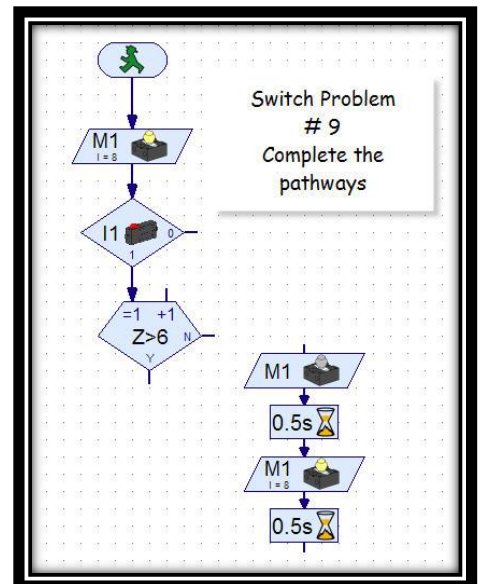 Switch Problem
# 9
Complete the
pathways
M1
I = 8
I1
0
1
=1 +1
Z>6 N
Y
M1
0.5s
M1
I = 8
0.5s